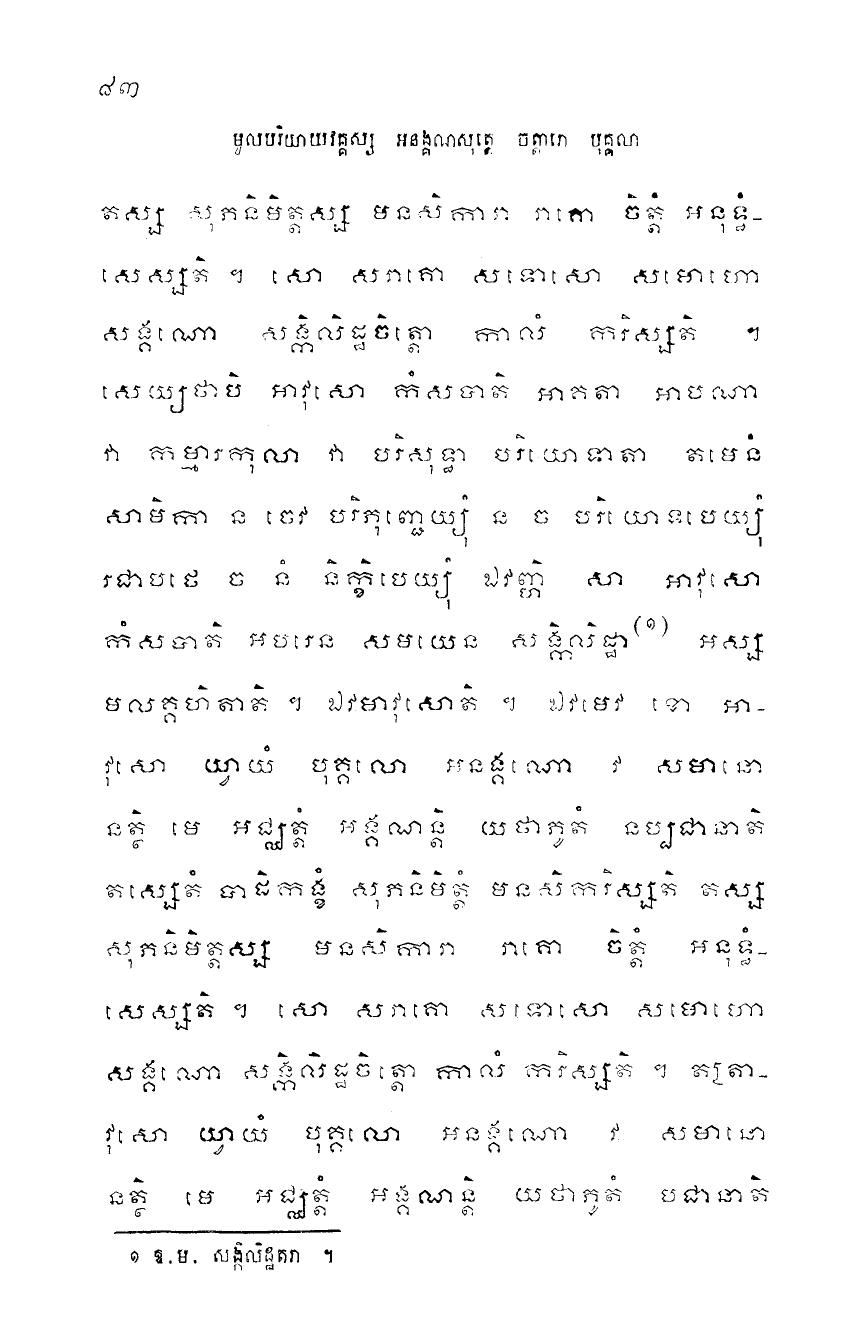 ៩៣
មូលបរិយាយវគ្គស្ស អនង្គណសុត្តេ ចត្តារោ បុគ្គលា
តស្ស សុភនិមិត្តស្ស មនសិការា រាគោ ចិត្តំ អនុទ្ធំ-
សេស្សតិ ។ សោ សរាគោ សទោសោ សមោហោ
សង្គណោ សង្កិលិដ្ឋចិត្តោ កាលំ ករិស្សតិ ។
សេយ្យថាបិ អាវុសោ កំសបាតិ អាភតា អាបណា
វា កម្មារកុលា វា បរិសុទ្ធា បរិយោទាតា តមេនំ
សាមិកា ន ចេវ បរិភុញ្ជេយ្យុំ ន ច បរិយោទបេយ្យុំ
រជាបថេ ច នំ និក្ខិបេយ្យុំ ឯវញ្ហិ សា អាវុសោ
កំសបាតិ អបរេន សមយេន សង្កិលិដ្ឋា(១) អស្ស
មលគ្គហិតាតិ ។ ឯវមាវុសោតិ ។ ឯវមេវ ខោ អា-
វុសោ យ្វាយំ បុគ្គលោ អនង្គណោ វ សមានោ
នត្ថិ មេ អជ្ឈត្តំ អង្គណន្តិ យថាភូតំ នប្បជានាតិ
តស្សេតំ បាដិកង្ខំ សុភនិមិត្តំ មនសិករិស្សតិ តស្ស
សុភនិមិត្តស្ស មនសិការា រាគោ ចិត្តំ អនុទ្ធំ-
សេស្សតិ ។ សោ សរាគោ សទោសោ សមោហោ
សង្គណោ សង្កិលិដ្ឋចិត្តោ កាលំ ករិស្សតិ ។ តត្រា-
វុសោ យ្វាយំ បុគ្គលោ អនង្គណោ វ សមានោ
នត្ថិ មេ អជ្ឈត្តំ អង្គណន្តិ យថាភូតំ បជានាតិ
១ ឱ.ម. សង្កិលិដ្ឋតរា ។